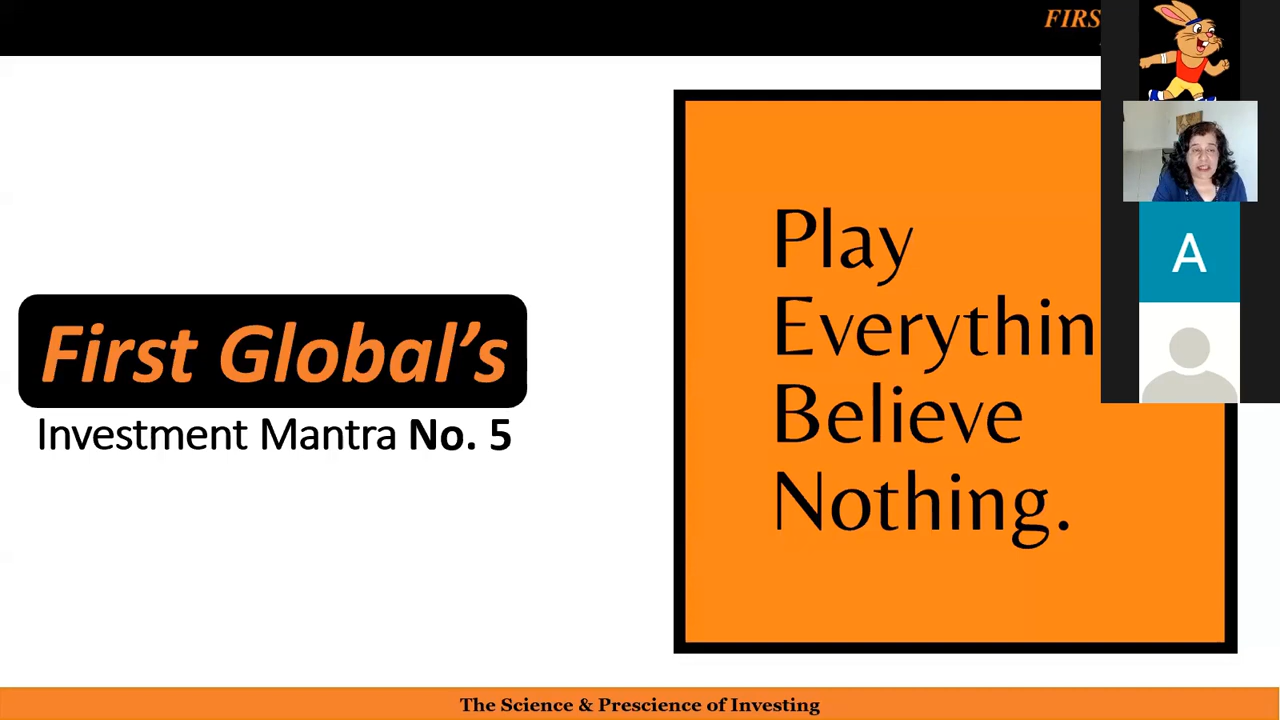 FIRS
First Global's
Investment Mantra No. 5
Play
Everythin
Believe
Nothing.
A
The Science & Prescience of Investing